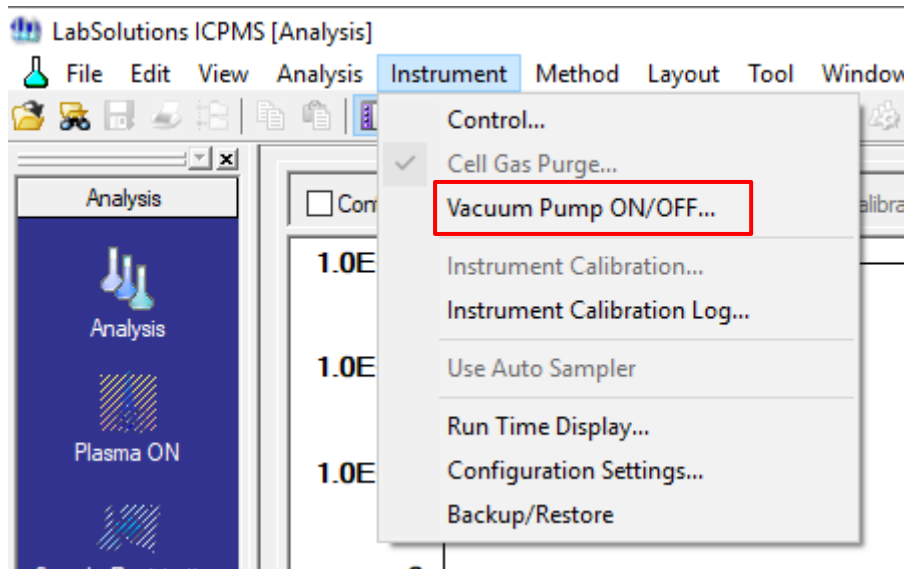 LabSolutions ICPMS [Analysis]
File Edit View Analysis Instrument Method Layout Tool Window
Control...
Cell Gas Purge...
Vacuum Pump ON/OFF...
Instrument Calibration...
Instrument Calibration Log...
Use Auto Sampler
Run Time Display...
Configuration Settings...
Backup/Restore
Analysis
Analysis
Plasma ON
1.0E
1.0E
1.0E